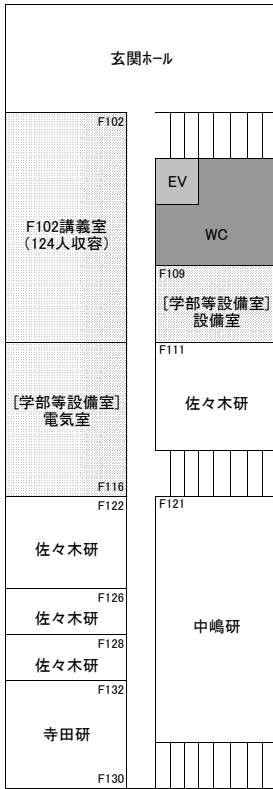 玄関ホール
F102
F102講義室
（124人収容）
EV
WC
F109
[学部等設備室]
設備室
F111
佐々木研
[学部等設備室]
電気室
F116
F122
佐々木研
F121
中嶋研
F126
佐々木研
F128
佐々木研
F132
寺田研
F130